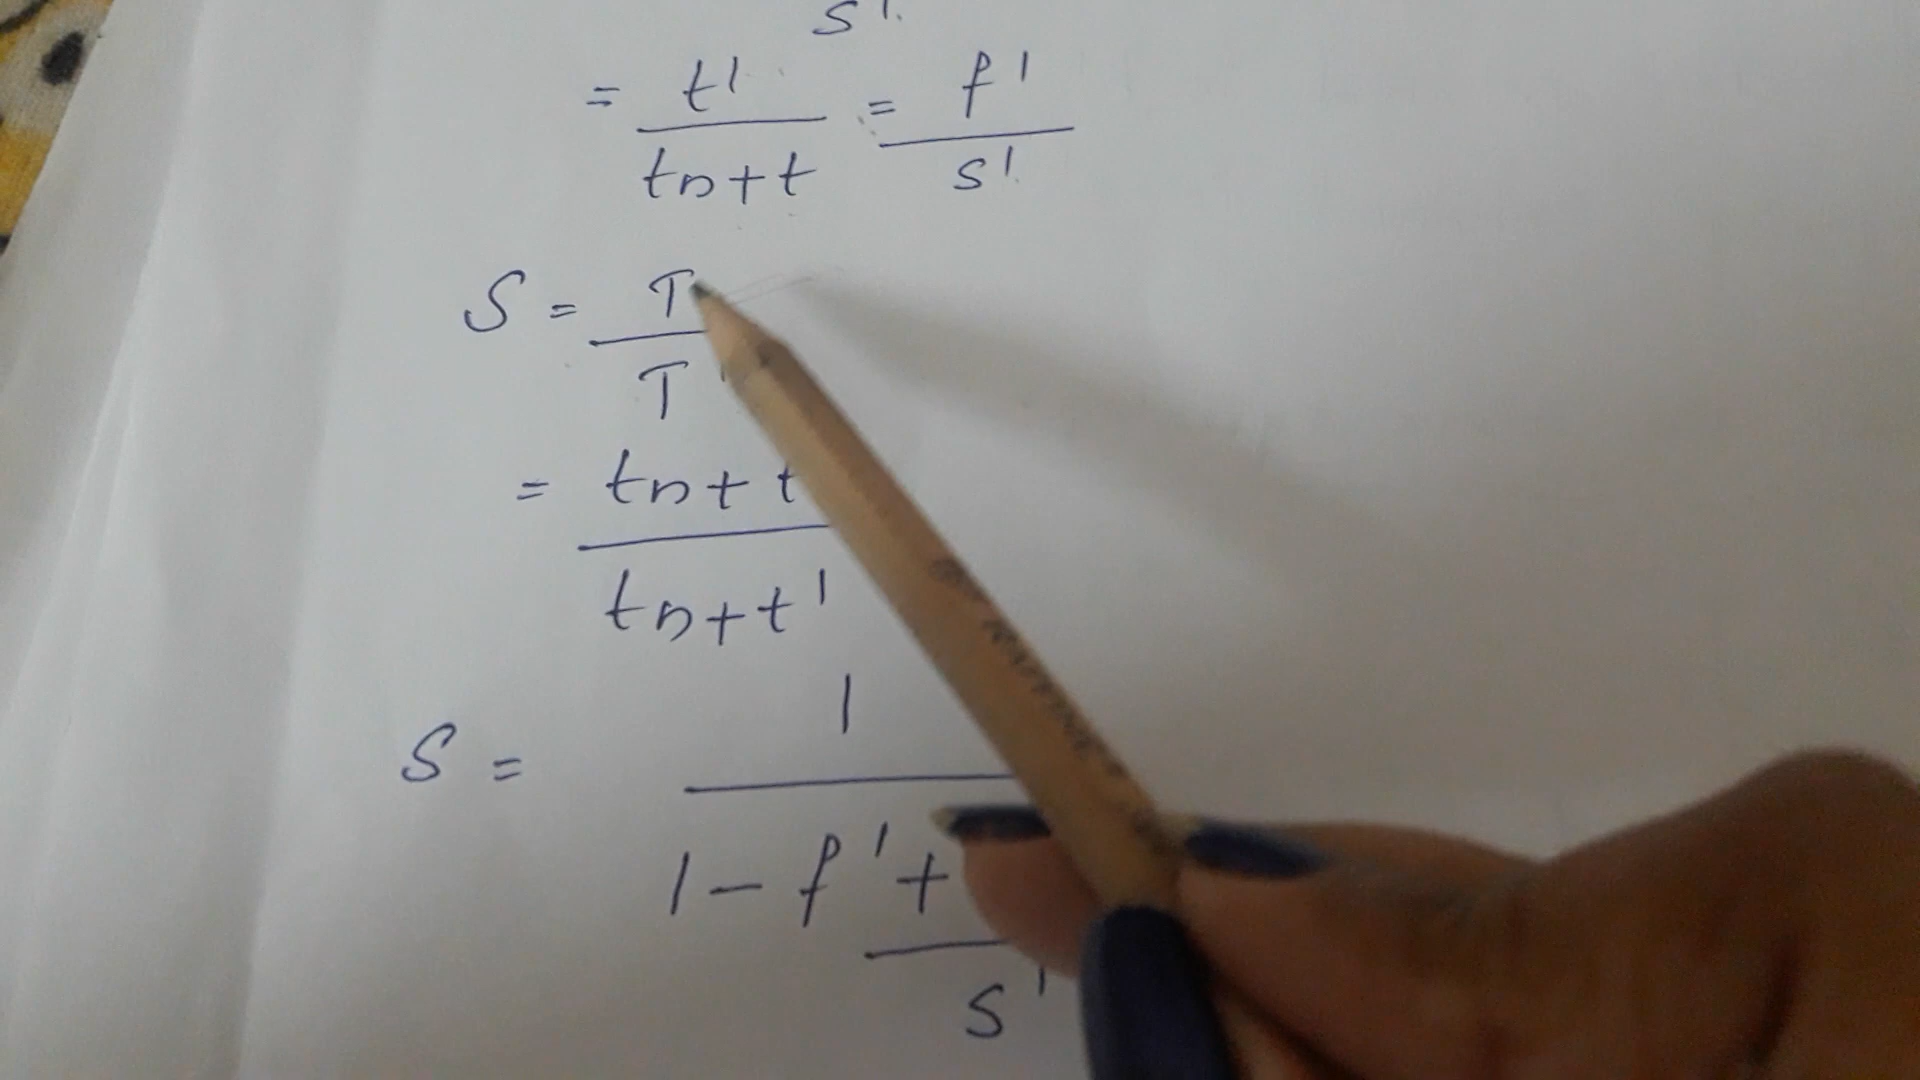 s'
= t' / tn+t = f' / s'
S = T / T'
= tn+t / tn+t'
S = 1 / 1-f'+ / s'